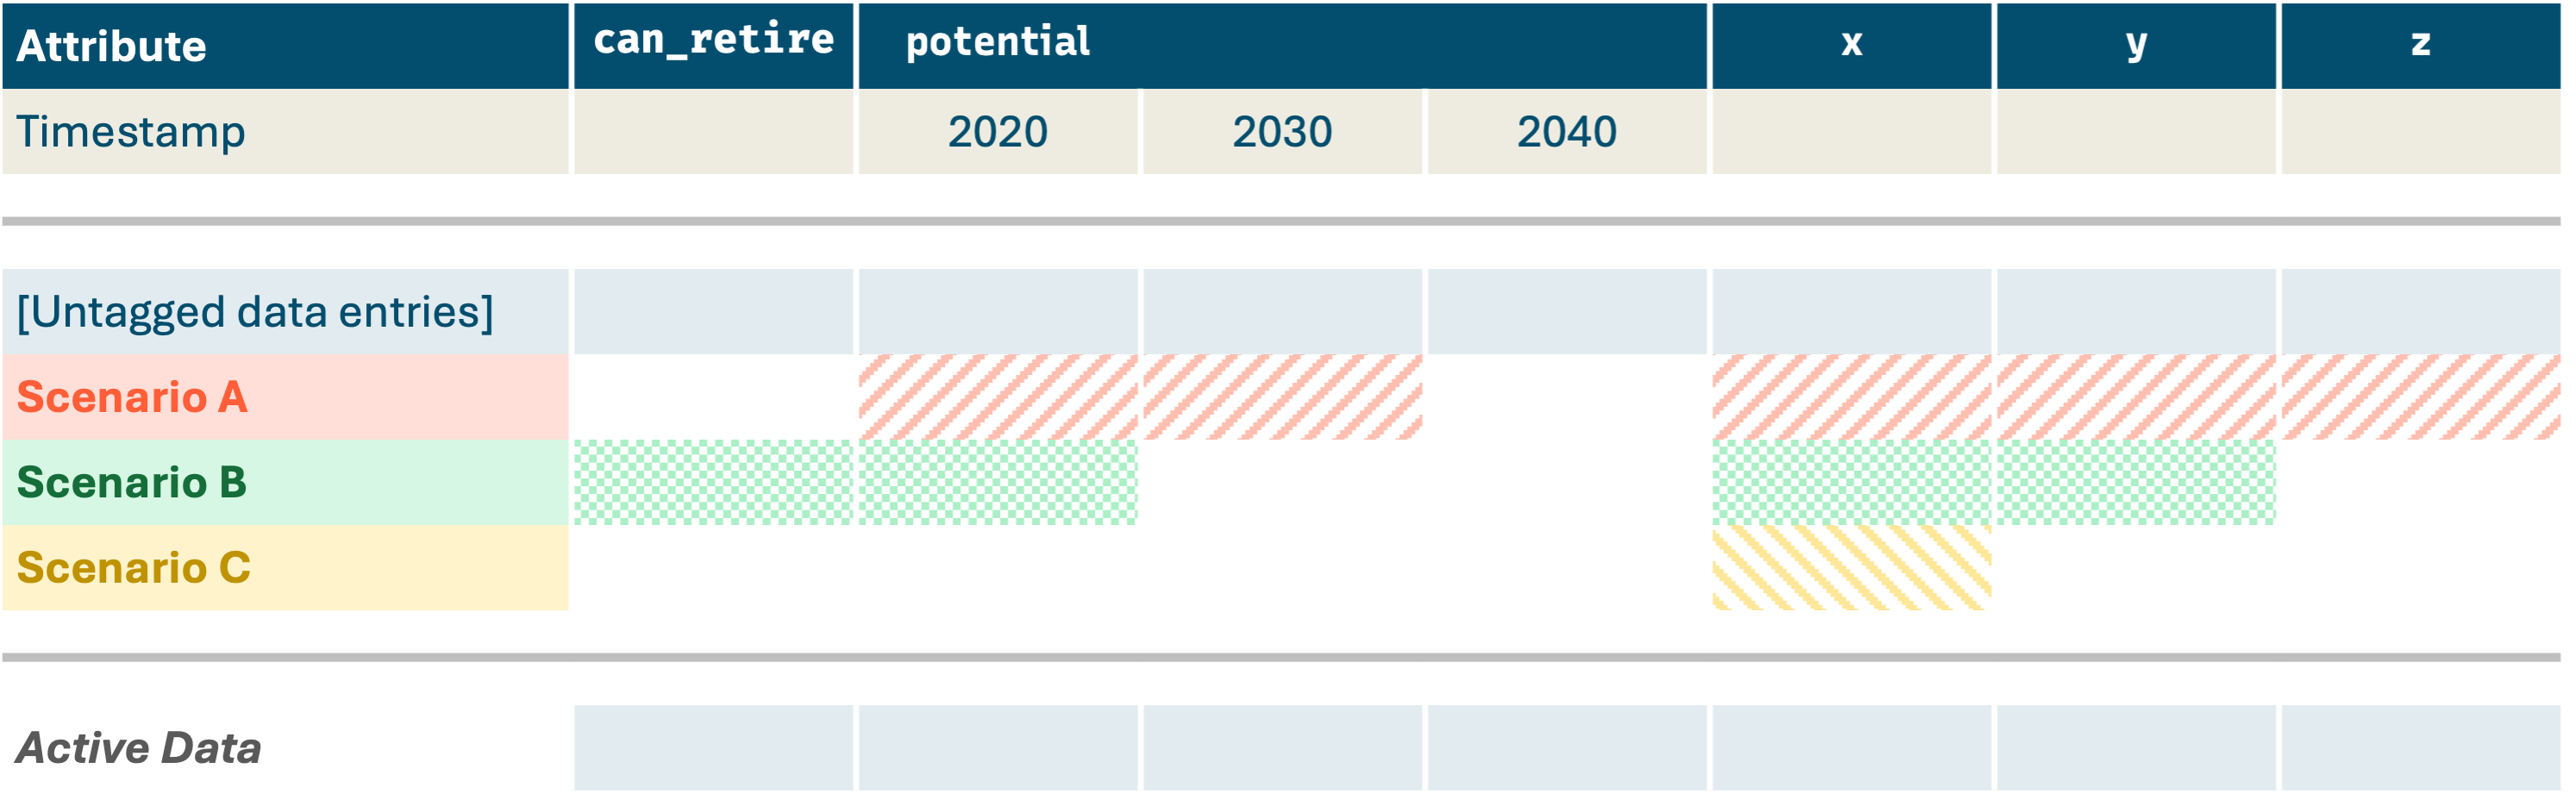 Attribute can_retire potential x y z
Timestamp 2020 2030 2040
[Untagged data entries]
Scenario A
Scenario B
Scenario C
Active Data